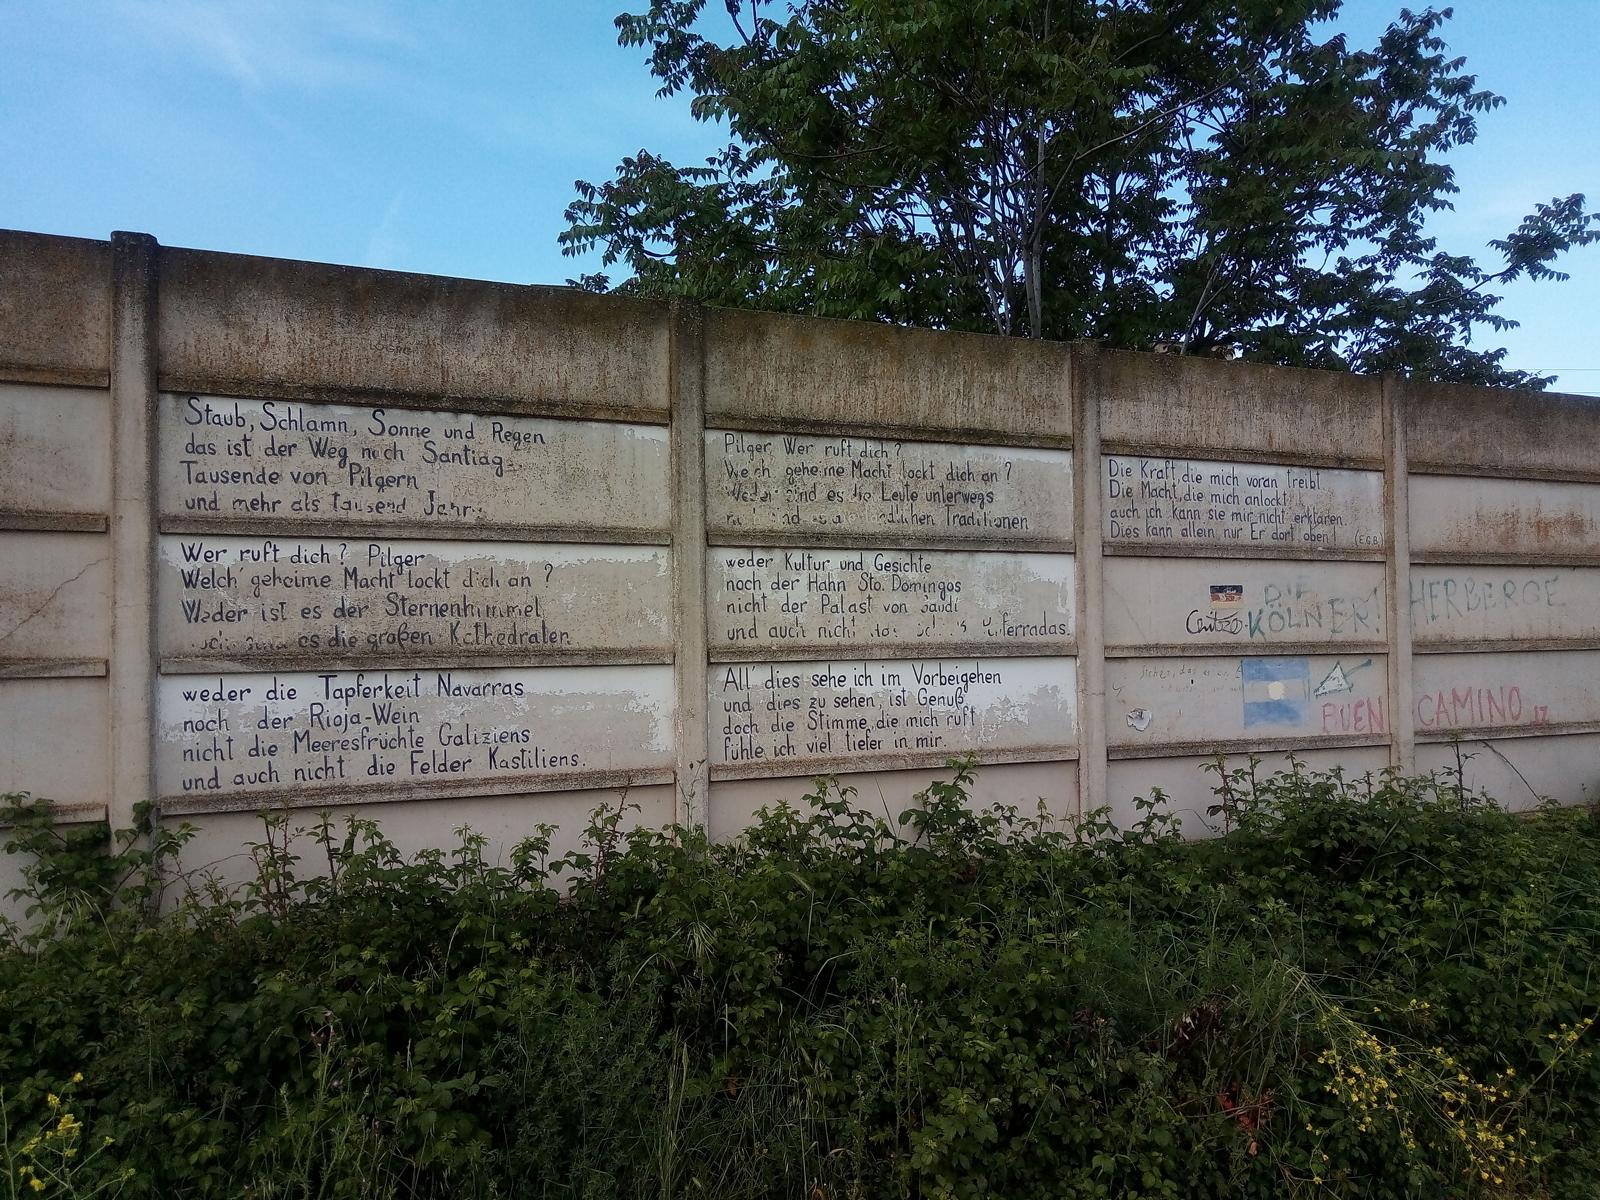 Staub, Schlamn, Sonne und Regen
das ist der Weg nach Santiag
Tausende von Pilgern
und mehr als tausend Jahr
Wer ruft dich? Pilger
Welch' geheime Macht lockt dich an ?
Weder ist es der Sternenhimmel,
es die großen Kathedralen.
weder die Tapferkeit Navarras
noch der Rioja-Wein
nicht die Meeresfrüchte Galiziens
und auch nicht die Felder Kastiliens.
Pilger, Wer ruft dich?
Welch geheime Macht lockt dich an ?
Weder sind es die Leute unterwegs
ländlichen Traditionen
weder Kultur und Gesichte
noch der Hahn Sto. Domingos
nicht der Palast von Gaudi
und auch nicht das
All' dies sehe ich im Vorbeigehen
und dies zu sehen, ist Genuß,
doch die Stimme, die mich ruft
fühle ich viel tiefer in mir.
Die Kraft, die mich voran treibt
Die Macht, die mich anlockt
auch ich kann sie mir nicht erklären.
Dies kann allein nur Er dort oben! (E.G.B.
DIE
KÖLNER! HERBERGE
BUEN CAMINO